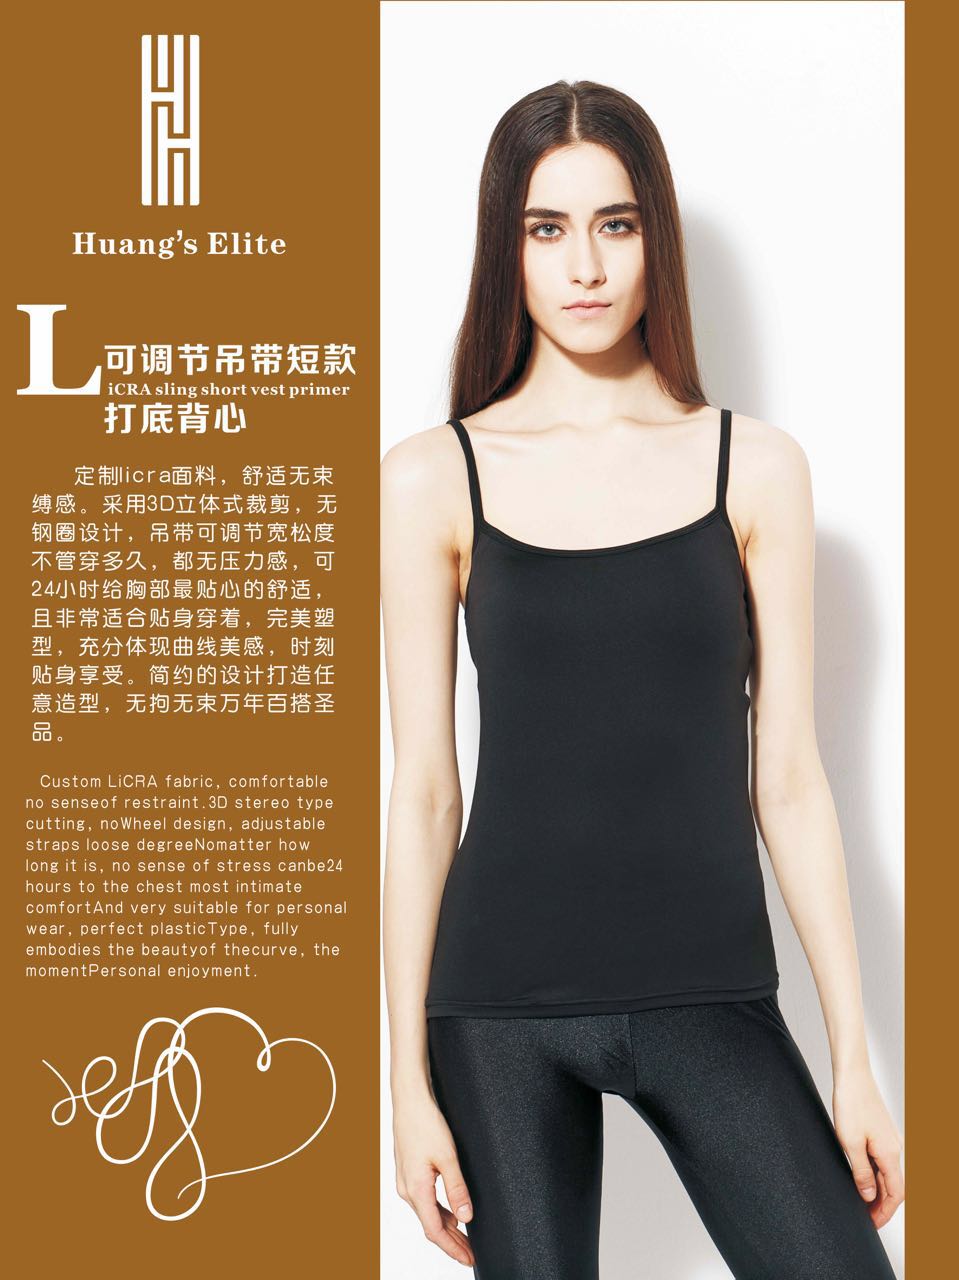 Huang's Elite
L可调节吊带短款
iCRA sling short vest primer
打底背心
定制licra面料，舒适无束
缚感。采用3D立体式裁剪，无
钢圈设计，吊带可调节宽松度
不管穿多久，都无压力感，可
24小时给胸部最贴心的舒适，
且非常适合贴身穿着，完美塑
型，充分体现曲线美感，时刻
贴身享受。简约的设计打造任
意造型，无拘无束万年百搭圣
品。
Custom LiCRA fabric, comfortable
no senseof restraint.3D stereo type
cutting, noWheel design, adjustable
straps loose degreeNomatter how
long it is, no sense of stress canbe24
hours to the chest most intimate
comfortAnd very suitable for personal
wear, perfect plasticType, fully
embodies the beautyof thecurve, the
momentPersonal enjoyment.